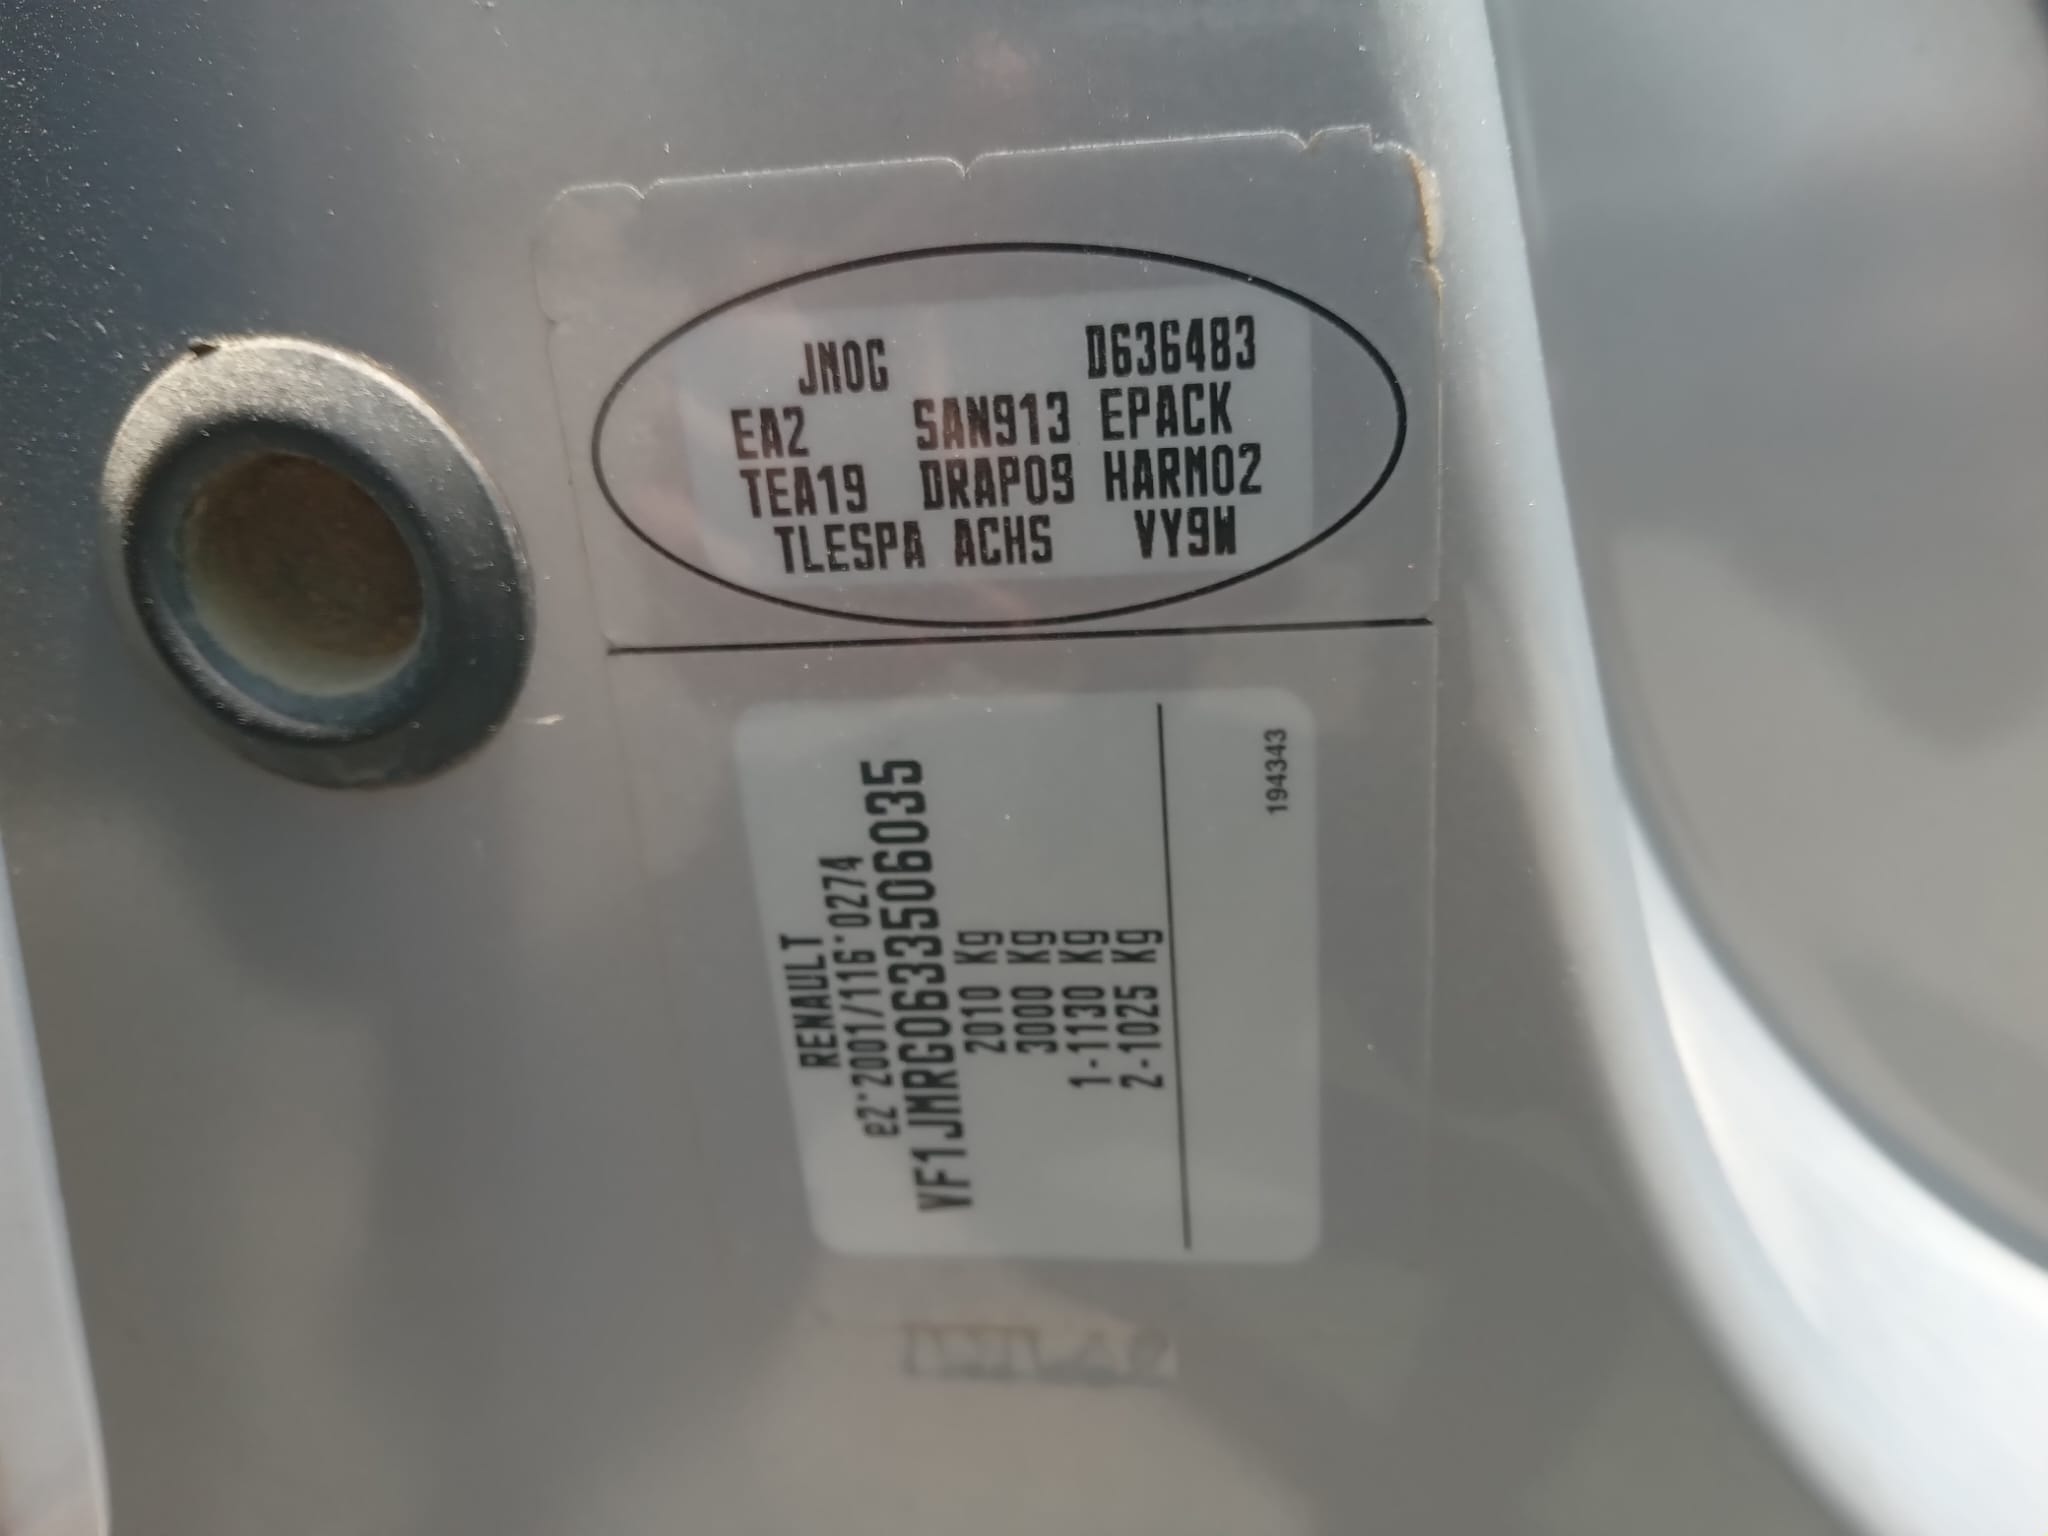 JN0G D636483
EA2 SAN913 EPACK
TEA19 DRAP09 HARM02
TLESPA ACHS VY9W
RENAULT
e2*2001/116*0274
VF1JMRG0633506035
2010 Kg
3000 Kg
1-1130 Kg
2-1025 Kg
194343